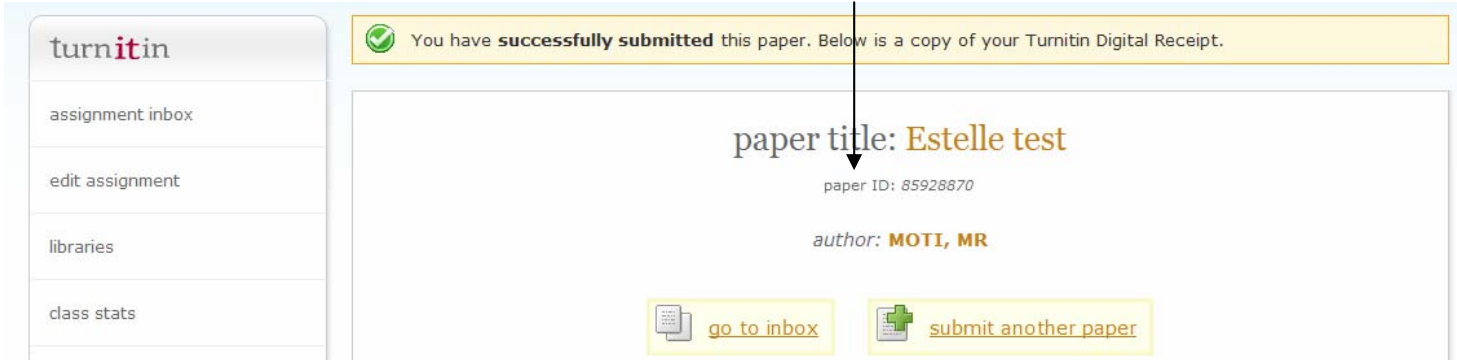 turnitin
assignment inbox
edit assignment
libraries
class stats
You have successfully submitted this paper. Below is a copy of your Turnitin Digital Receipt.
paper title: Estelle test
paper ID: 85928870
author: MOTI, MR
go to inbox
submit another paper